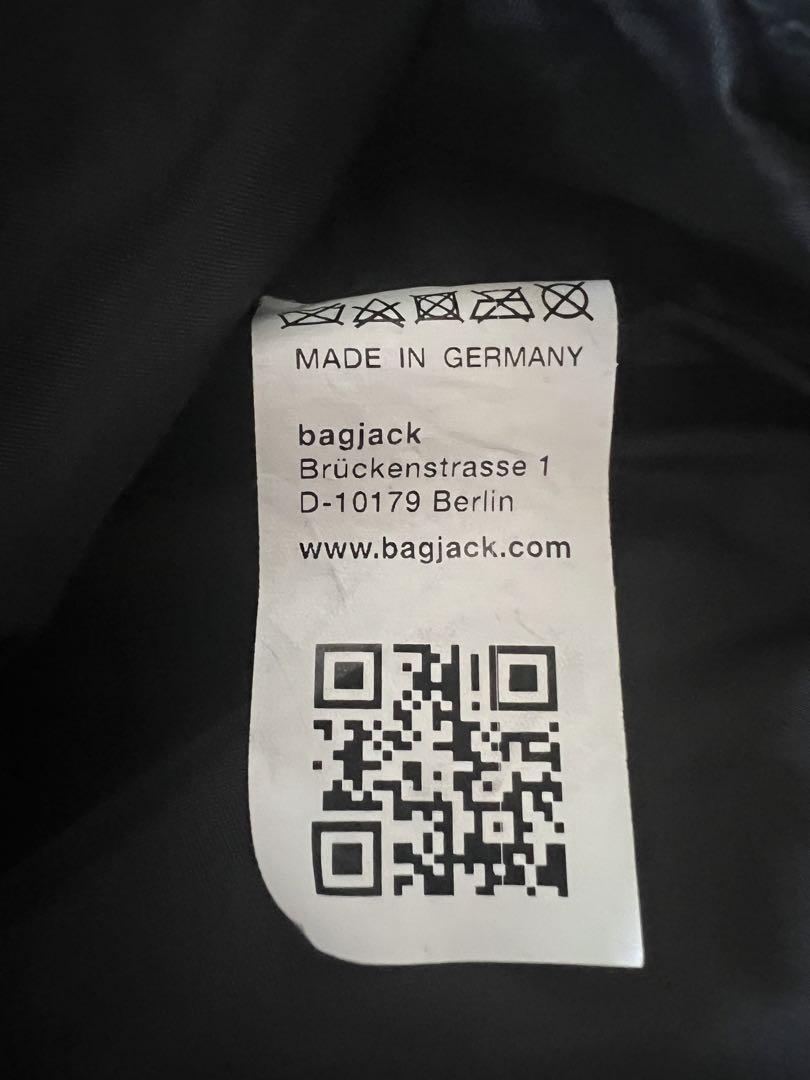 MADE IN GERMANY
bagjack
Brückenstrasse 1
D-10179 Berlin
www.bagjack.com